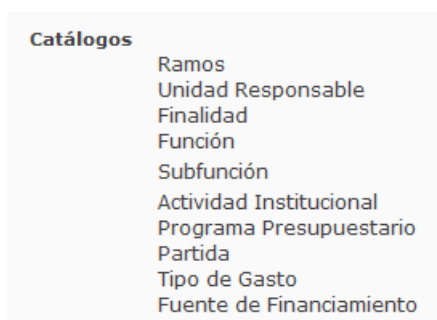 Catálogos
Ramos
Unidad Responsable
Finalidad
Función
Subfunción
Actividad Institucional
Programa Presupuestario
Partida
Tipo de Gasto
Fuente de Financiamiento